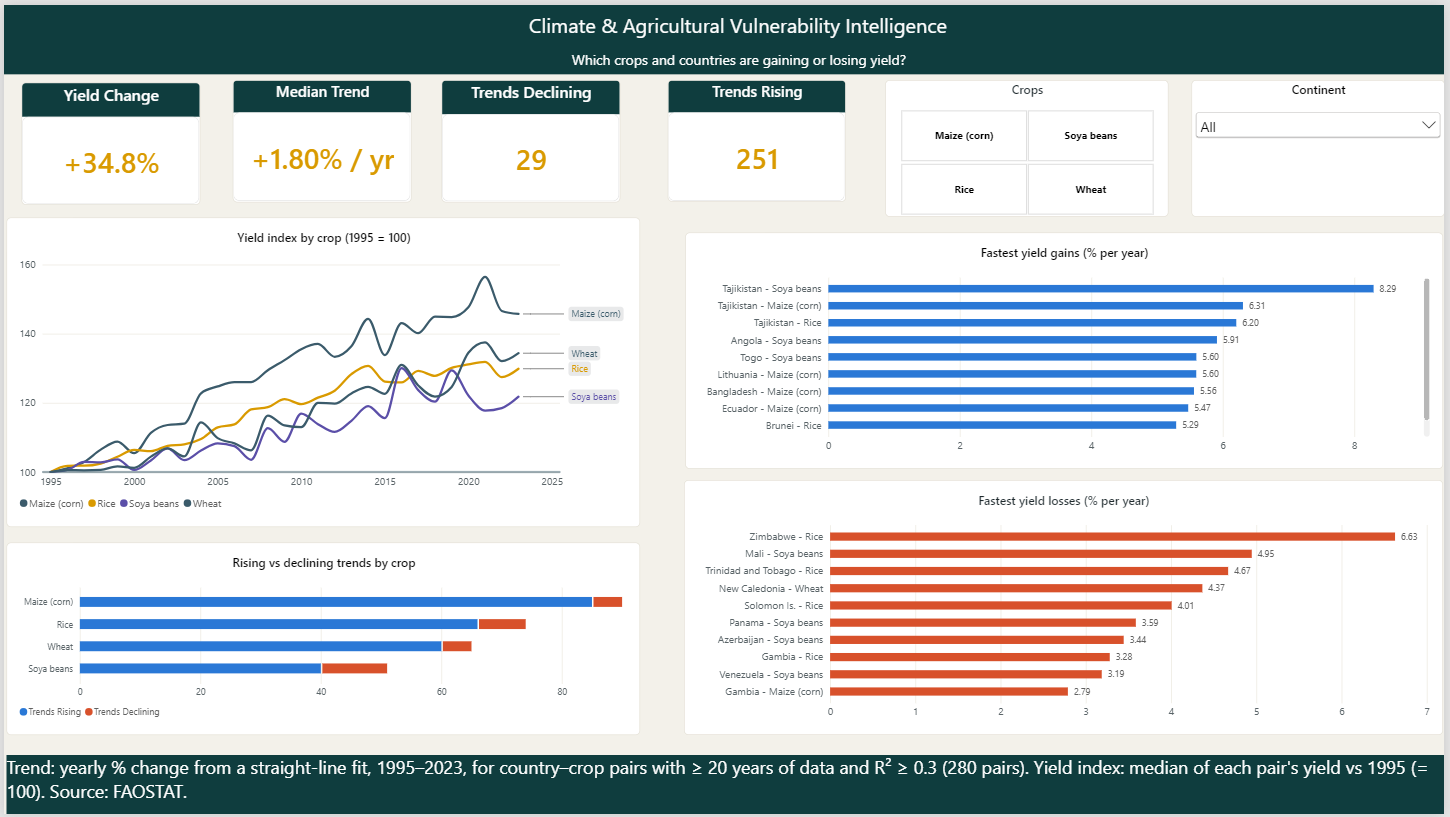 Climate & Agricultural Vulnerability Intelligence
Which crops and countries are gaining or losing yield?
Yield Change
+34.8%
Median Trend
+1.80% / yr
Trends Declining
29
Trends Rising
251
Crops
Maize (corn)
Soya beans
Rice
Wheat
Continent
All
Yield index by crop (1995 = 100)
160
140
120
100
1995
2000
2005
2010
2015
2020
2025
Maize (corn)
Wheat
Rice
Soya beans
Maize (corn)
Rice
Soya beans
Wheat
Rising vs declining trends by crop
Maize (corn)
Rice
Wheat
Soya beans
0
20
40
60
80
Trends Rising
Trends Declining
Fastest yield gains (% per year)
Tajikistan - Soya beans
8.29
Tajikistan - Maize (corn)
6.31
Tajikistan - Rice
6.20
Angola - Soya beans
5.91
Togo - Soya beans
5.60
Lithuania - Maize (corn)
5.60
Bangladesh - Maize (corn)
5.56
Ecuador - Maize (corn)
5.47
Brunei - Rice
5.29
0
2
4
6
8
Fastest yield losses (% per year)
Zimbabwe - Rice
6.63
Mali - Soya beans
4.95
Trinidad and Tobago - Rice
4.67
New Caledonia - Wheat
4.37
Solomon Is. - Rice
4.01
Panama - Soya beans
3.59
Azerbaijan - Soya beans
3.44
Gambia - Rice
3.28
Venezuela - Soya beans
3.19
Gambia - Maize (corn)
2.79
0
1
2
3
4
5
6
7
Trend: yearly % change from a straight-line fit, 1995–2023, for country–crop pairs with ≥ 20 years of data and R² ≥ 0.3 (280 pairs). Yield index: median of each pair's yield vs 1995 (=
100). Source: FAOSTAT.